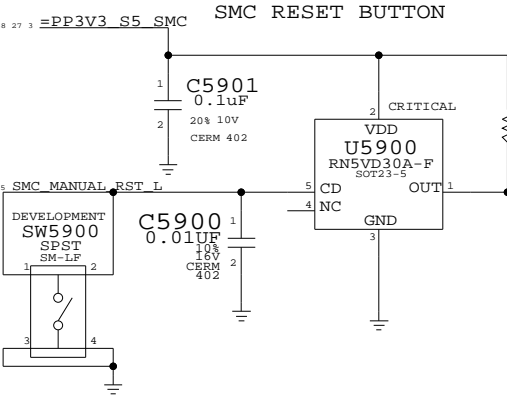 SMC RESET BUTTON
8 27 3 =PP3V3_S5_SMC
1
C5901
0.1uF
20% 10V
2
CERM 402
2
CRITICAL
VDD
U5900
RN5VD30A-F
SOT23-5
5 CD
OUT 1
4 NC
GND
3
5 SMC_MANUAL_RST_L
DEVELOPMENT
SW5900
SPST
SM-LF
1
2
3
4
C5900
0.01UF
10%
16V
CERM
402
1
2